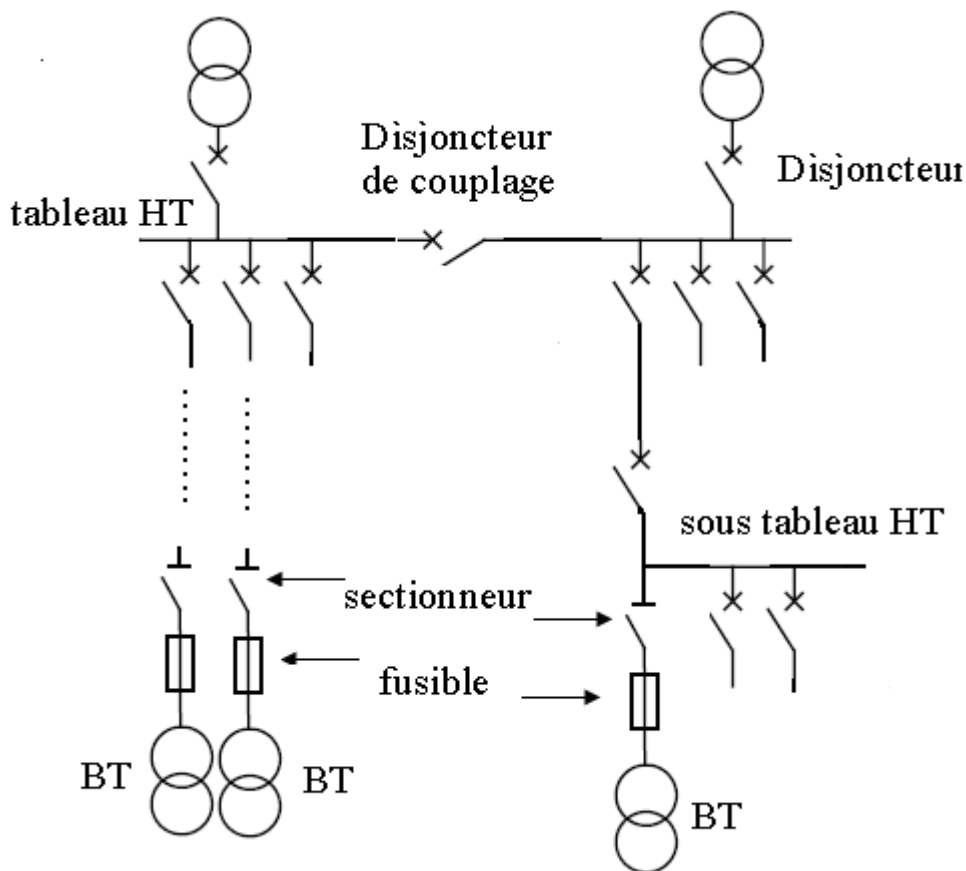 Disjoncteur
de couplage
Disjoncteur
tableau HT
sous tableau HT
sectionneur
fusible
BT
BT
BT